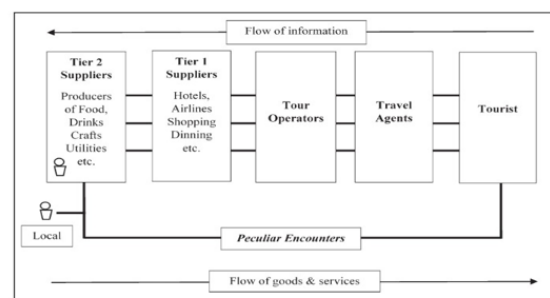 Flow of information
Tier 2
Suppliers
Producers
of Food,
Drinks
Crafts
Utilities
etc.
Tier 1
Suppliers
Hotels,
Airlines
Shopping
Dinning
etc.
Tour
Operators
Travel
Agents
Tourist
Local
Peculiar Encounters
Flow of goods & services